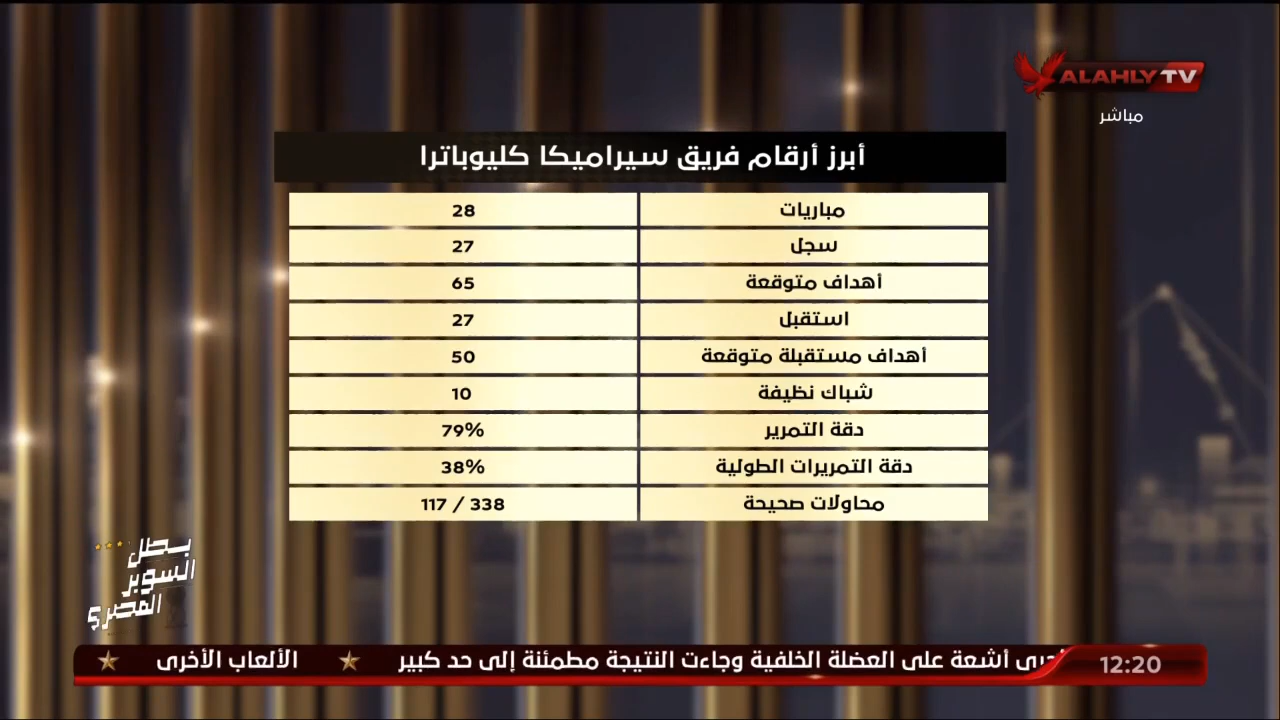 ALAHLY TV
مباشر
أبرز أرقام فريق سيراميكا كليوباترا
مباريات 28
سجل 27
أهداف متوقعة 65
استقبل 27
أهداف مستقبلة متوقعة 50
شباك نظيفة 10
دقة التمرير 79%
دقة التمريرات الطولية 38%
محاولات صحيحة 117 / 338
بطل
السوبر
المصري
أشعة على العضلة الخلفية وجاءت النتيجة مطمئنة إلى حد كبير الألعاب الأخرى
12:20